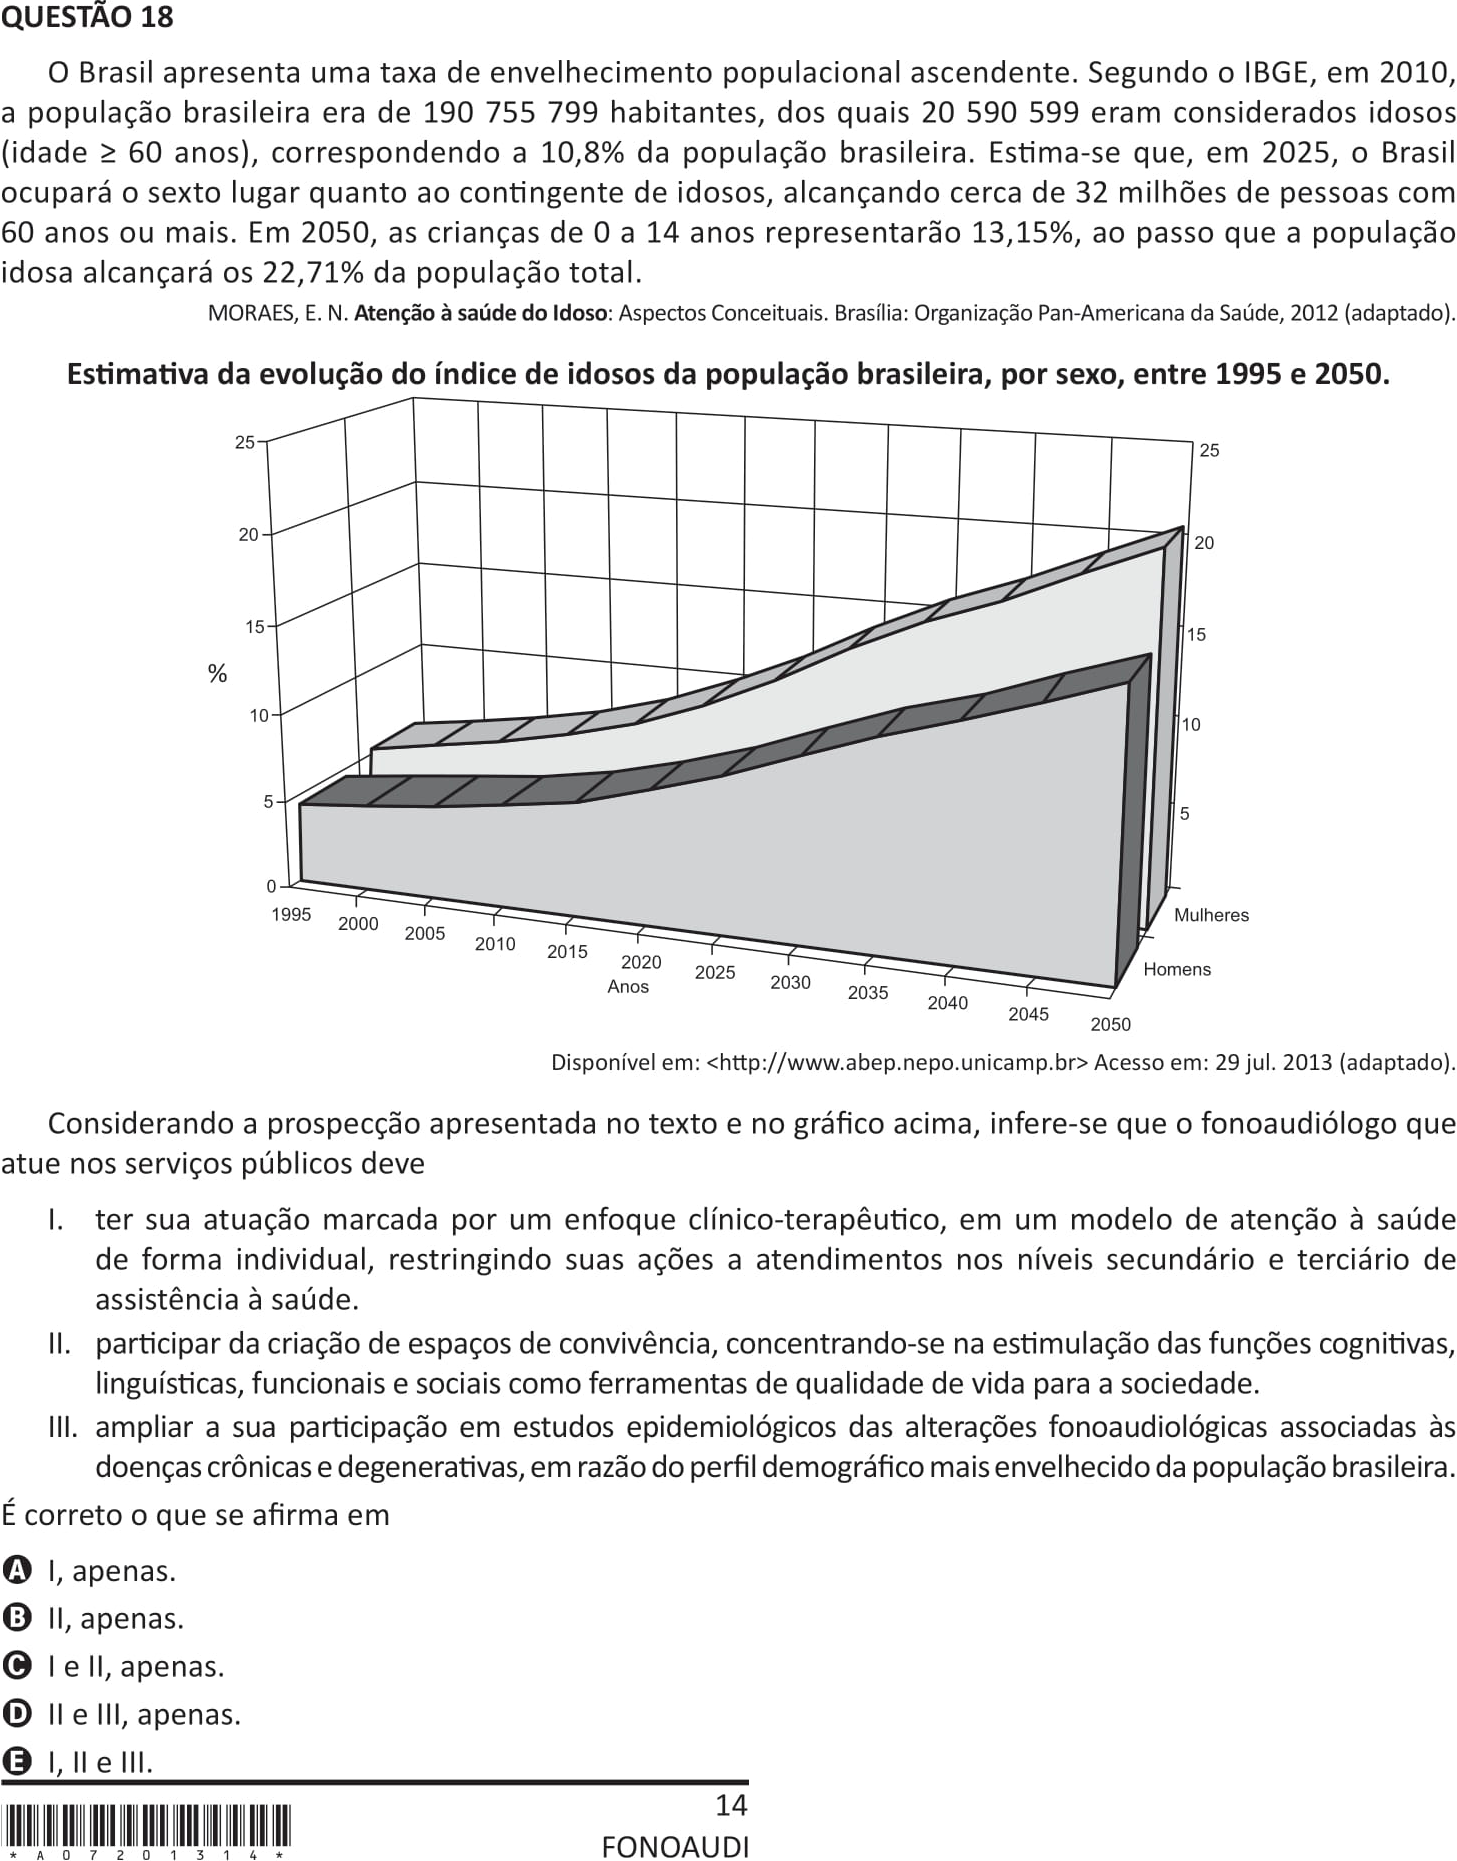 QUESTÃO 18
O Brasil apresenta uma taxa de envelhecimento populacional ascendente. Segundo o IBGE, em 2010,
a população brasileira era de 190 755 799 habitantes, dos quais 20 590 599 eram considerados idosos
(idade ≥ 60 anos), correspondendo a 10,8% da população brasileira. Estima-se que, em 2025, o Brasil
ocupará o sexto lugar quanto ao contingente de idosos, alcançando cerca de 32 milhões de pessoas com
60 anos ou mais. Em 2050, as crianças de 0 a 14 anos representarão 13,15%, ao passo que a população
idosa alcançará os 22,71% da população total.
MORAES, E. N. Atenção à saúde do Idoso: Aspectos Conceituais. Brasília: Organização Pan-Americana da Saúde, 2012 (adaptado).
Estimativa da evolução do índice de idosos da população brasileira, por sexo, entre 1995 e 2050.
25
20
15
%
10
5
0
25
20
15
10
5
1995
2000
2005
2010
2015
2020
2025
2030
2035
2040
2045
2050
Anos
Mulheres
Homens
Disponível em: <http://www.abep.nepo.unicamp.br> Acesso em: 29 jul. 2013 (adaptado).
Considerando a prospecção apresentada no texto e no gráfico acima, infere-se que o fonoaudiólogo que
atue nos serviços públicos deve
I. ter sua atuação marcada por um enfoque clínico-terapêutico, em um modelo de atenção à saúde
de forma individual, restringindo suas ações a atendimentos nos níveis secundário e terciário de
assistência à saúde.
II. participar da criação de espaços de convivência, concentrando-se na estimulação das funções cognitivas,
linguísticas, funcionais e sociais como ferramentas de qualidade de vida para a sociedade.
III. ampliar a sua participação em estudos epidemiológicos das alterações fonoaudiológicas associadas às
doenças crônicas e degenerativas, em razão do perfil demográfico mais envelhecido da população brasileira.
É correto o que se afirma em
A I, apenas.
B II, apenas.
C I e II, apenas.
D II e III, apenas.
E I, II e III.
14
FONOAUDI
* A 0 7 2 0 1 3 1 4 *